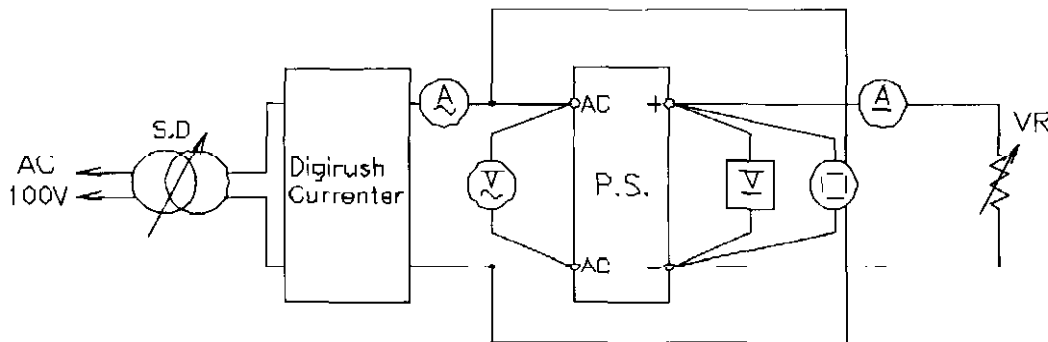 S.D
AC
100V
Digirush
Currenter
A
V
AC
AC
P.S.
+
-
V
A
VR